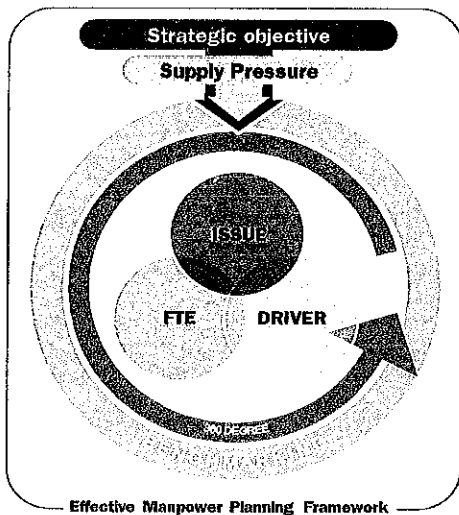 Strategic objective
Supply Pressure
ISSUE
FTE
DRIVER
360 DEGREE
Effective Manpower Planning Framework